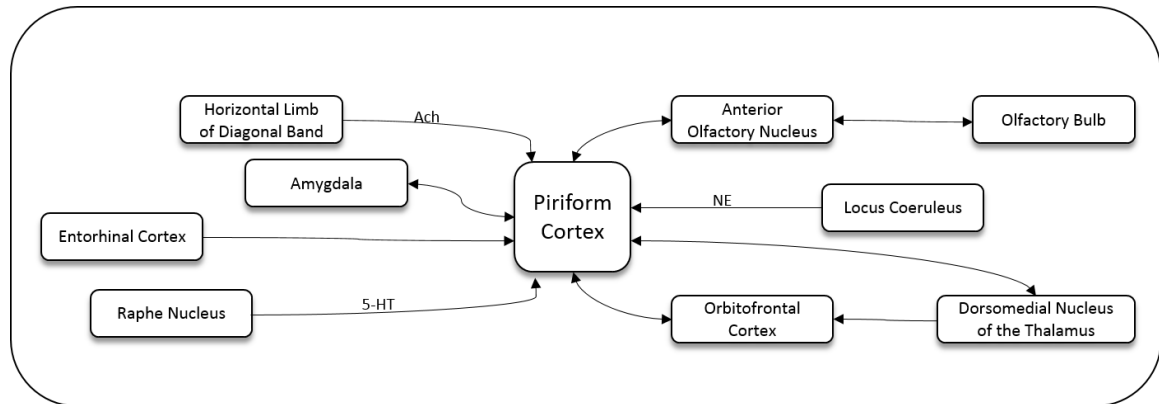 Horizontal Limb
of Diagonal Band
Ach
Anterior
Olfactory Nucleus
Olfactory Bulb
Amygdala
Piriform
Cortex
NE
Locus Coeruleus
Entorhinal Cortex
Raphe Nucleus
5-HT
Orbitofrontal
Cortex
Dorsomedial Nucleus
of the Thalamus